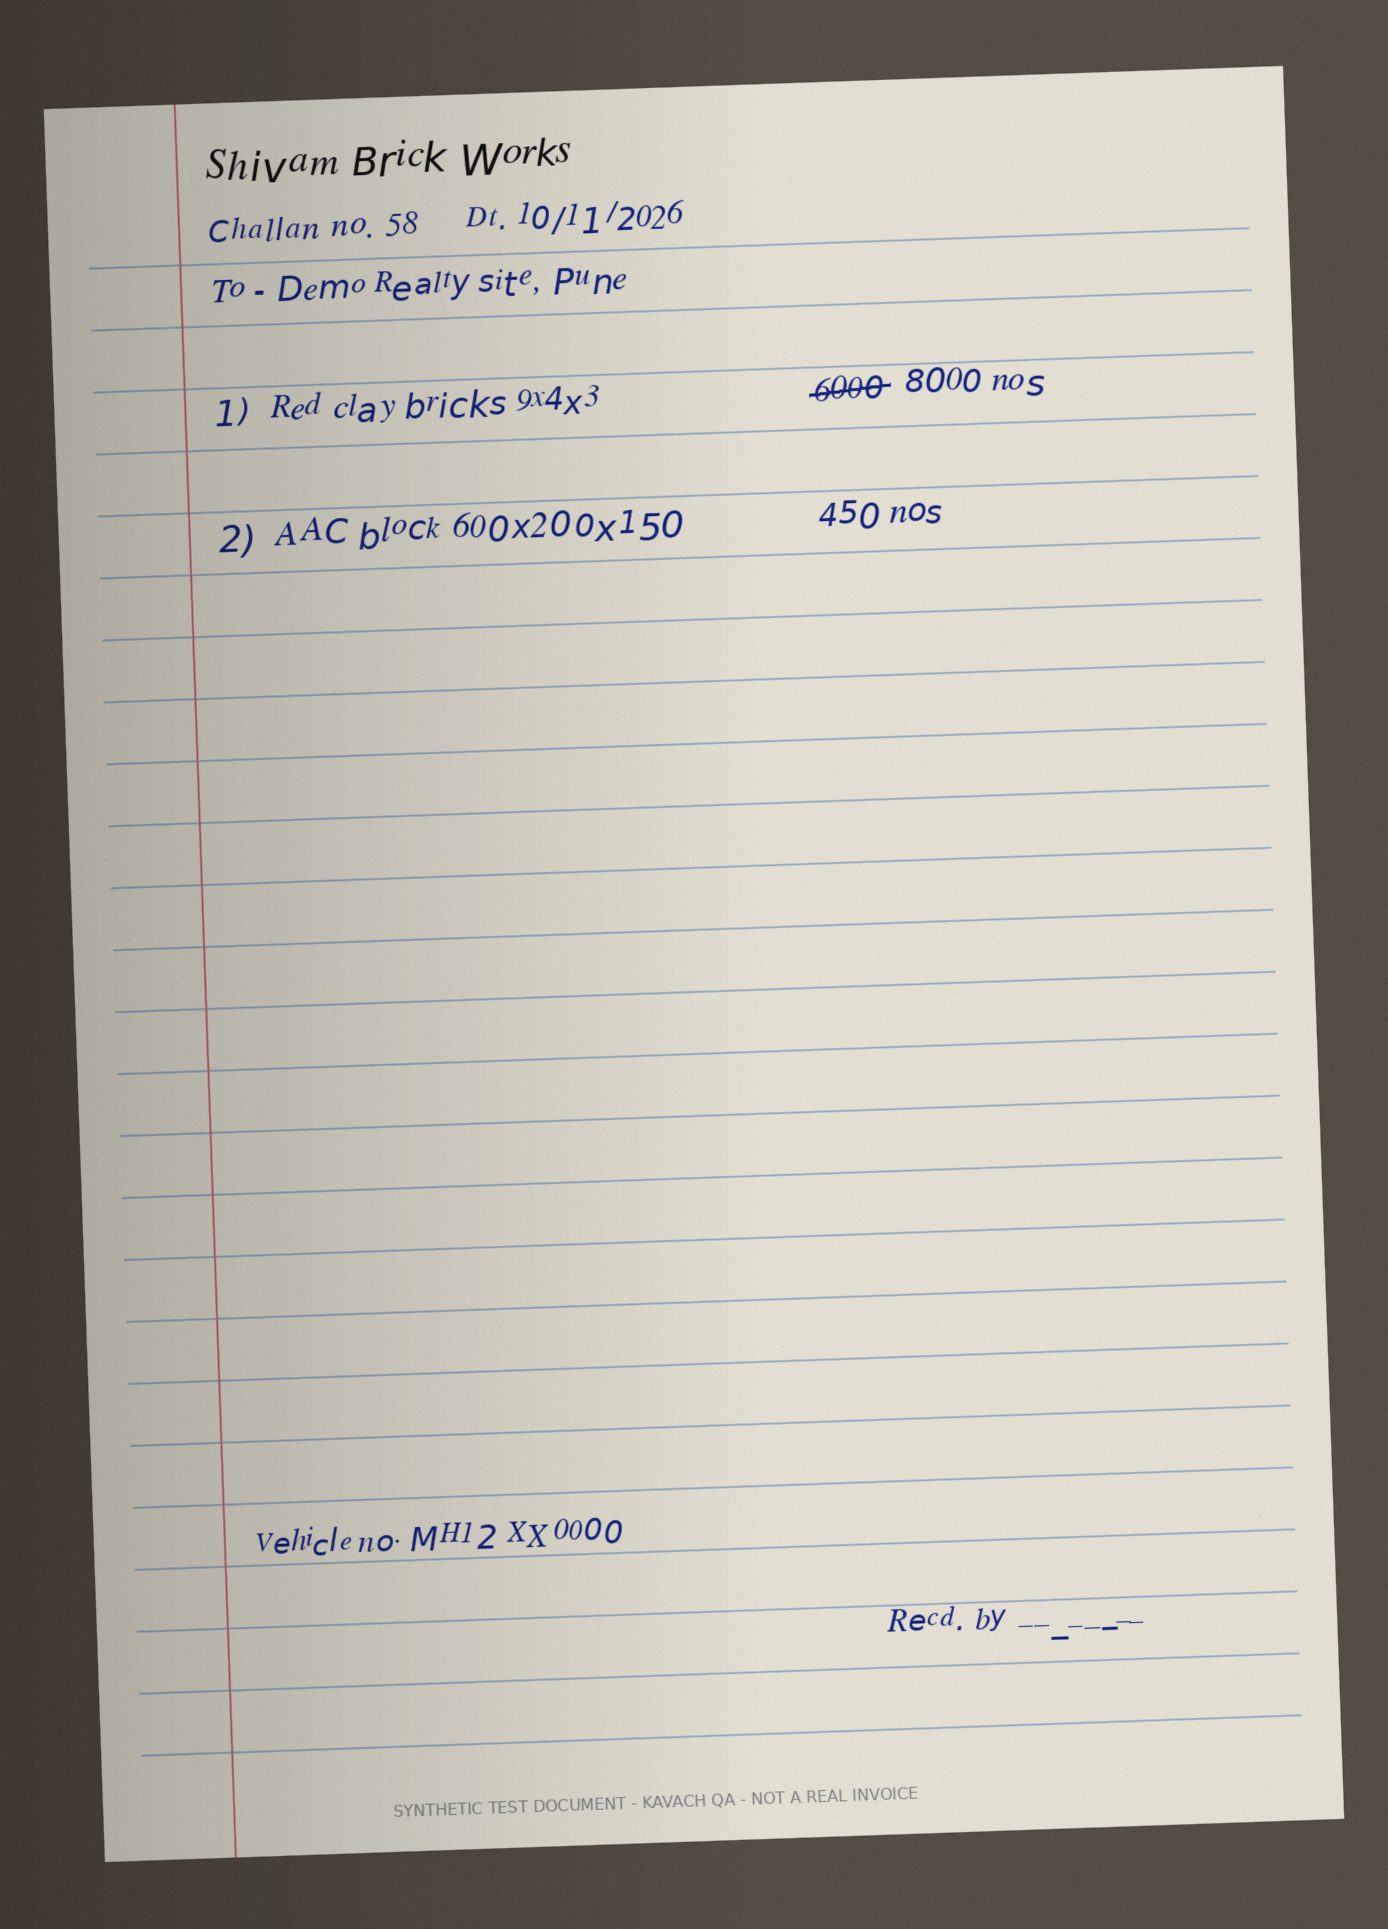 Shivam Brick Works
Challan no. 58 Dt. 10/11/2026
To - Demo Realty site, Pune
1) Red clay bricks 9x4x3 ~~6000~~ 8000 nos
2) AAC block 600x200x150 450 nos
Vehicle no. MH12 XX 0000
Recd. by ________
SYNTHETIC TEST DOCUMENT - KAVACH QA - NOT A REAL INVOICE